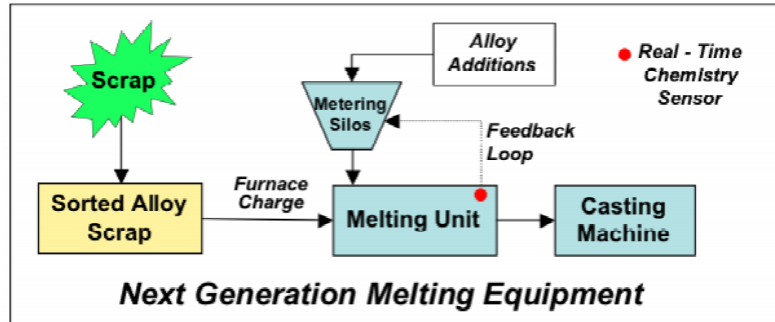 Scrap
Alloy
Additions
Real - Time
Chemistry
Sensor
Metering
Silos
Feedback
Loop
Sorted Alloy
Scrap
Furnace
Charge
Melting Unit
Casting
Machine
Next Generation Melting Equipment